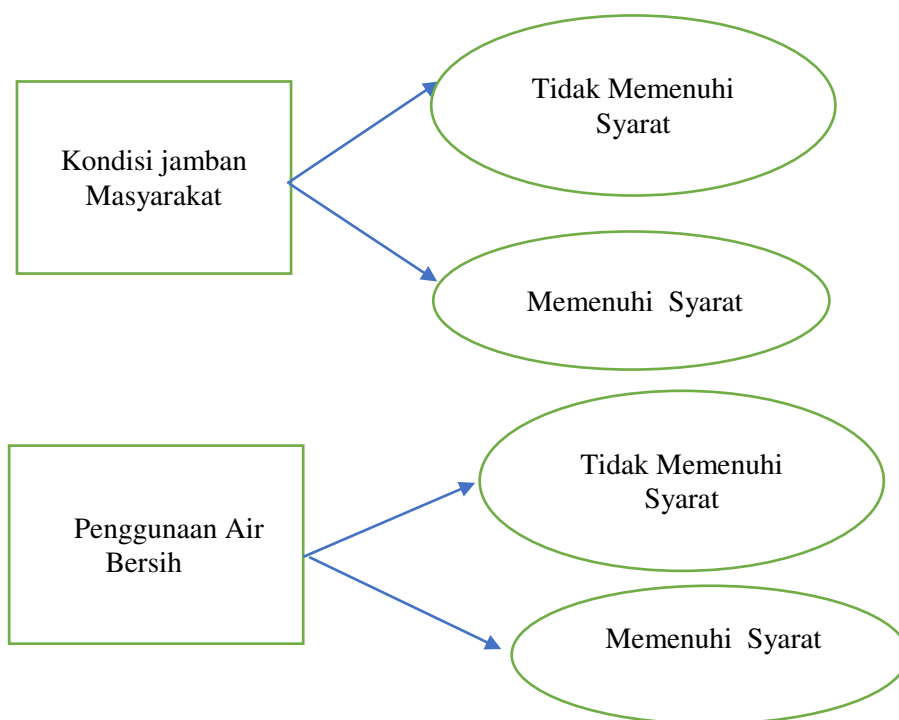 Tidak Memenuhi
Syarat
Kondisi jamban
Masyarakat
Memenuhi Syarat
Tidak Memenuhi
Syarat
Penggunaan Air
Bersih
Memenuhi Syarat